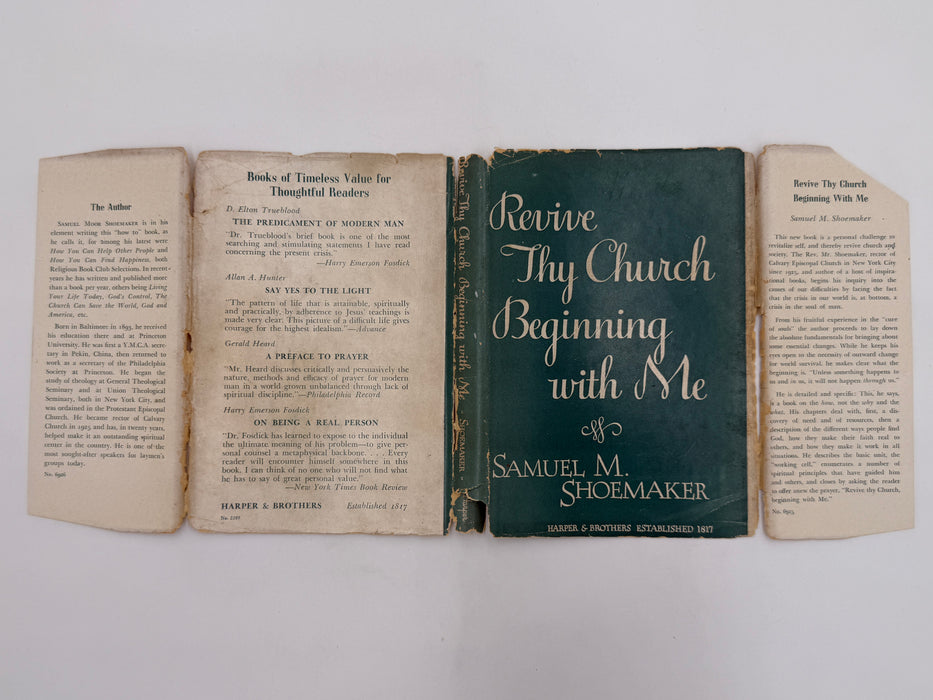 The Author
SAMUEL MOOR SHOEMAKER is in his
element writing this "how to" book, as
he calls it, for among his latest were
How You Can Help Other People and
How You Can Find Happiness, both
Religious Book Club Selections. In recent
years he has written and published more
than a book per year, others being Living
Your Life Today, God's Control, The
Church Can Save the World, God and
America, etc.
Born in Baltimore in 1893, he received
his education there and at Princeton
University. He was first a Y.M.C.A. secre-
tary in Pekin, China, then returned to
work as a secretary of the Philadelphia
Society at Princeton. He began the
study of theology at General Theological
Seminary and at Union Theological
Seminary, both in New York City, and
was ordained in the Protestant Episcopal
Church. He became rector of Calvary
Church in 1925 and has, in twenty years,
helped make it an outstanding spiritual
center in the country. He is one of the
most sought-after speakers for laymen's
groups today.
No. 6926
Books of Timeless Value for
Thoughtful Readers
D. Elton Trueblood
THE PREDICAMENT OF MODERN MAN
"Dr. Trueblood's brief book is one of the most
searching and stimulating statements I have read
concerning the present crisis."
—Harry Emerson Fosdick
Allan A. Hunter
SAY YES TO THE LIGHT
"The pattern of life that is attainable, spiritually
and practically, by adherence to Jesus' teachings is
made very clear. This picture of a difficult life gives
courage for the highest idealism."—Advance
Gerald Heard
A PREFACE TO PRAYER
"Mr. Heard discusses critically and persuasively the
nature, methods and efficacy of prayer for modern
man in a world grown unbalanced through lack of
spiritual discipline."—Philadelphia Record
Harry Emerson Fosdick
ON BEING A REAL PERSON
"Dr. Fosdick has learned to expose to the individual
the ultimate meaning of his problem—to give per-
sonal counsel a metaphysical backbone. . . . Every
reader will encounter himself somewhere in this
book. I can think of no one who will not find what
he has to say of great personal value."
—New York Times Book Review
HARPER & BROTHERS Established 1817
No.
Revive Thy Church Beginning with Me SHOEMAKER
Revive
Thy Church
Beginning
with Me
SAMUEL M.
SHOEMAKER
HARPER & BROTHERS ESTABLISHED 1817
Revive Thy Church
Beginning With Me
Samuel M. Shoemaker
This new book is a personal challenge to
revitalize self, and thereby revive church and
society. The Rev. Mr. Shoemaker, rector of
Calvary Episcopal Church in New York City
since 1925, and author of a host of inspira-
tional books, begins his inquiry into the
causes of our difficulties by facing the fact
that the crisis in our world is, at bottom, a
crisis in the soul of man.
From his fruitful experience in the "cure
of souls" the author proceeds to lay down
the absolute fundamentals for bringing about
some essential changes. While he keeps his
eyes open to the necessity of outward change
for world survival, he makes clear what the
beginning is. "Unless something happens to
us and in us, it will not happen through us."
He is detailed and specific: This, he says,
is a book on the how, not the why and the
what. His chapters deal with, first, a dis-
covery of need and of resources, then a
description of the different ways people find
God, how they make their faith real to
others, and how they make it work in all
situations. He describes the basic unit, the
"working cell," enumerates a number of
spiritual principles that have guided him
and others, and closes by asking the reader
to offer anew the prayer, "Revive thy Church,
beginning with Me."
No. 6925